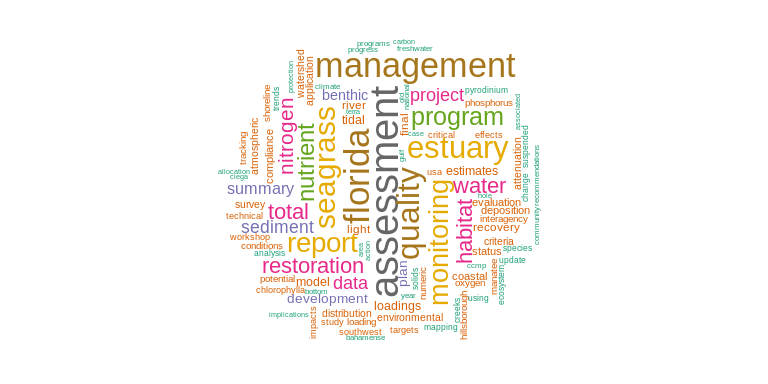 programs
carbon
progress
freshwater
management
watershed
application
protection
climate
benthic
river
terra
tidal
shoreline
trends
nitrogen
nutrient
seagrass
florida
assessment
old
national
project
pyrodinium
phosphorus
program
associated
final
case
critical
effects
estuary
gulf
tracking
atmospheric
compliance
allocation
ciega
summary
quality
usa
estimates
attenuation
change
suspended
recommendations
community
water
hole
evaluation
deposition
interagency
recovery
survey
technical
total
sediment
light
monitoring
habitat
workshop
conditions
analysis
report
area
action
criteria
status
species
update
restoration
plan
solids
numeric
ccmp
coastal
oxygen
manatee
ecosystem
potential
model
data
chlorophylla
bottom
development
year
using
loadings
creeks
hillsborough
implications
impacts
distribution
environmental
study
loading
targets
mapping
southwest
bahamense